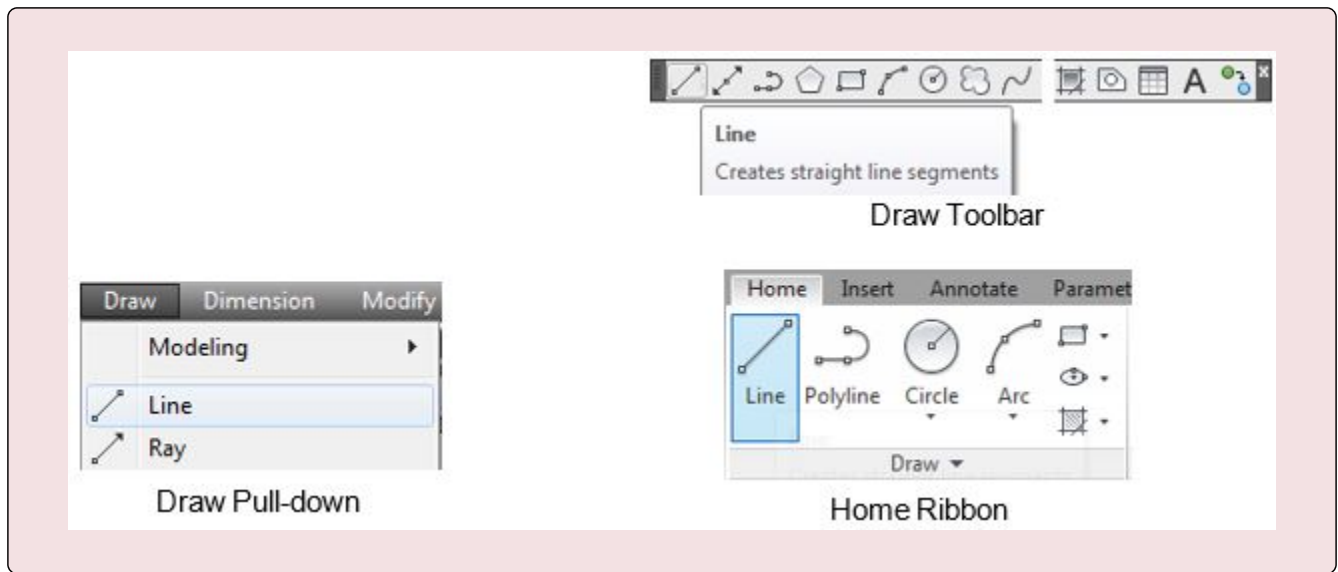 Line
Creates straight line segments
Draw Toolbar
Draw Dimension Modify
Modeling
Line
Ray
Draw Pull-down
Home Insert Annotate Paramet
Line Polyline Circle Arc
Draw
Home Ribbon